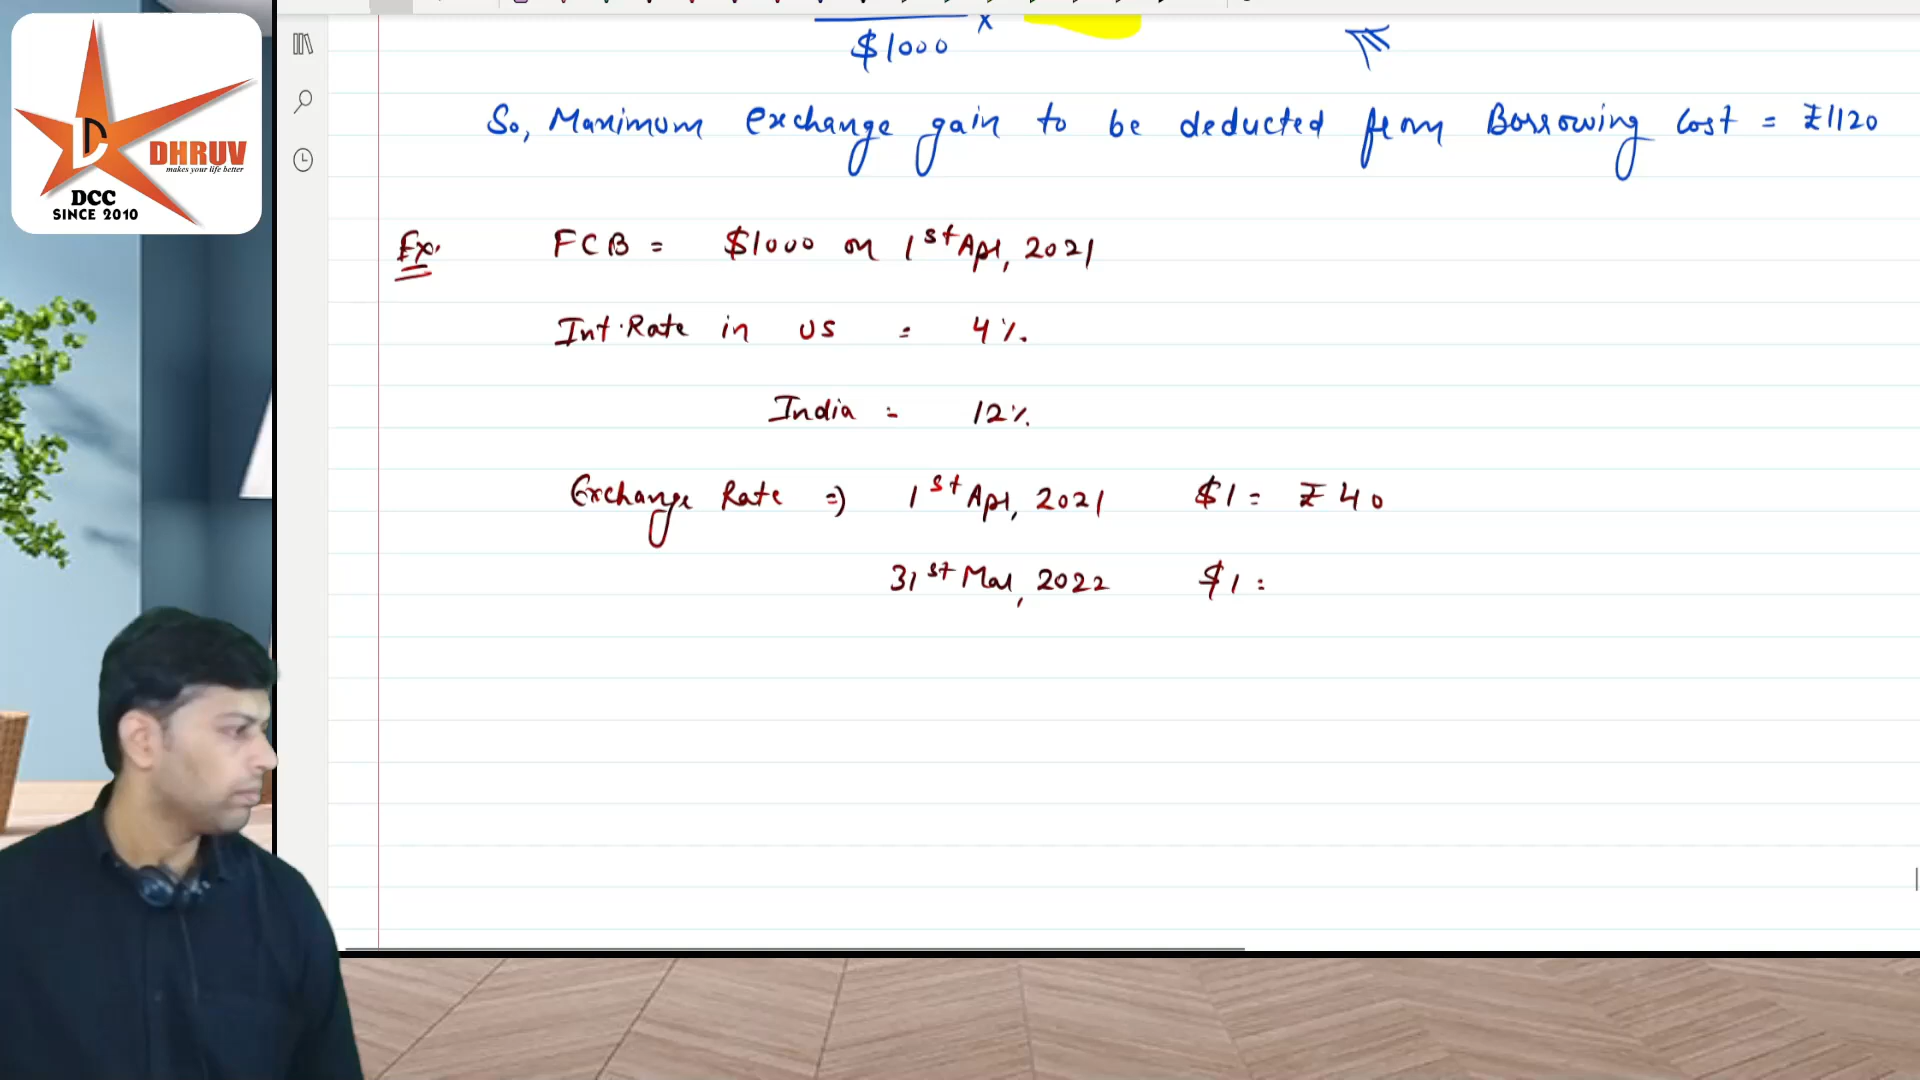 $1000 x
DHRUV
makes your life better
DCC
SINCE 2010
So, Maximum exchange gain to be deducted from Borrowing Cost = ₹1120
Ex. FCB = $1000 on 1st Apr, 2021
Int. Rate in US = 4%.
India = 12%.
Exchange Rate => 1st Apr, 2021 $1 = ₹40
31st Mar, 2022 $1 =